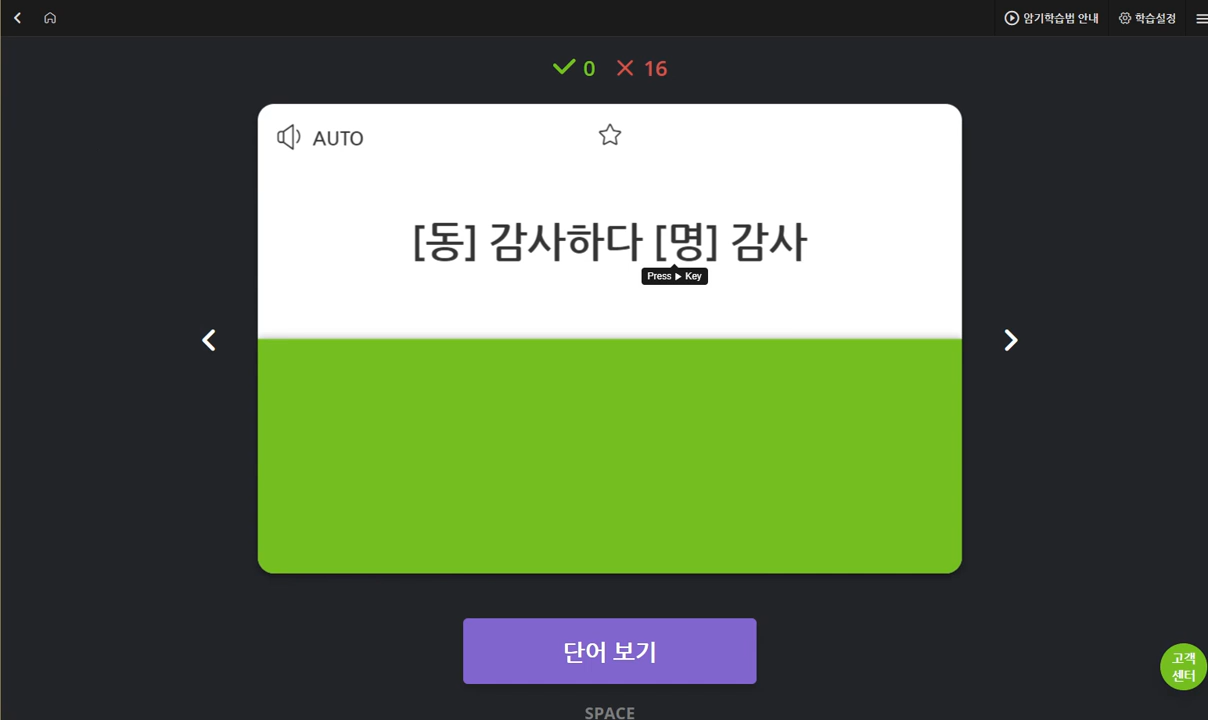 암기학습법 안내 학습설정
0 16
AUTO
[동] 감사하다 [명] 감사
Press ▶ Key
단어 보기
고객
센터
SPACE